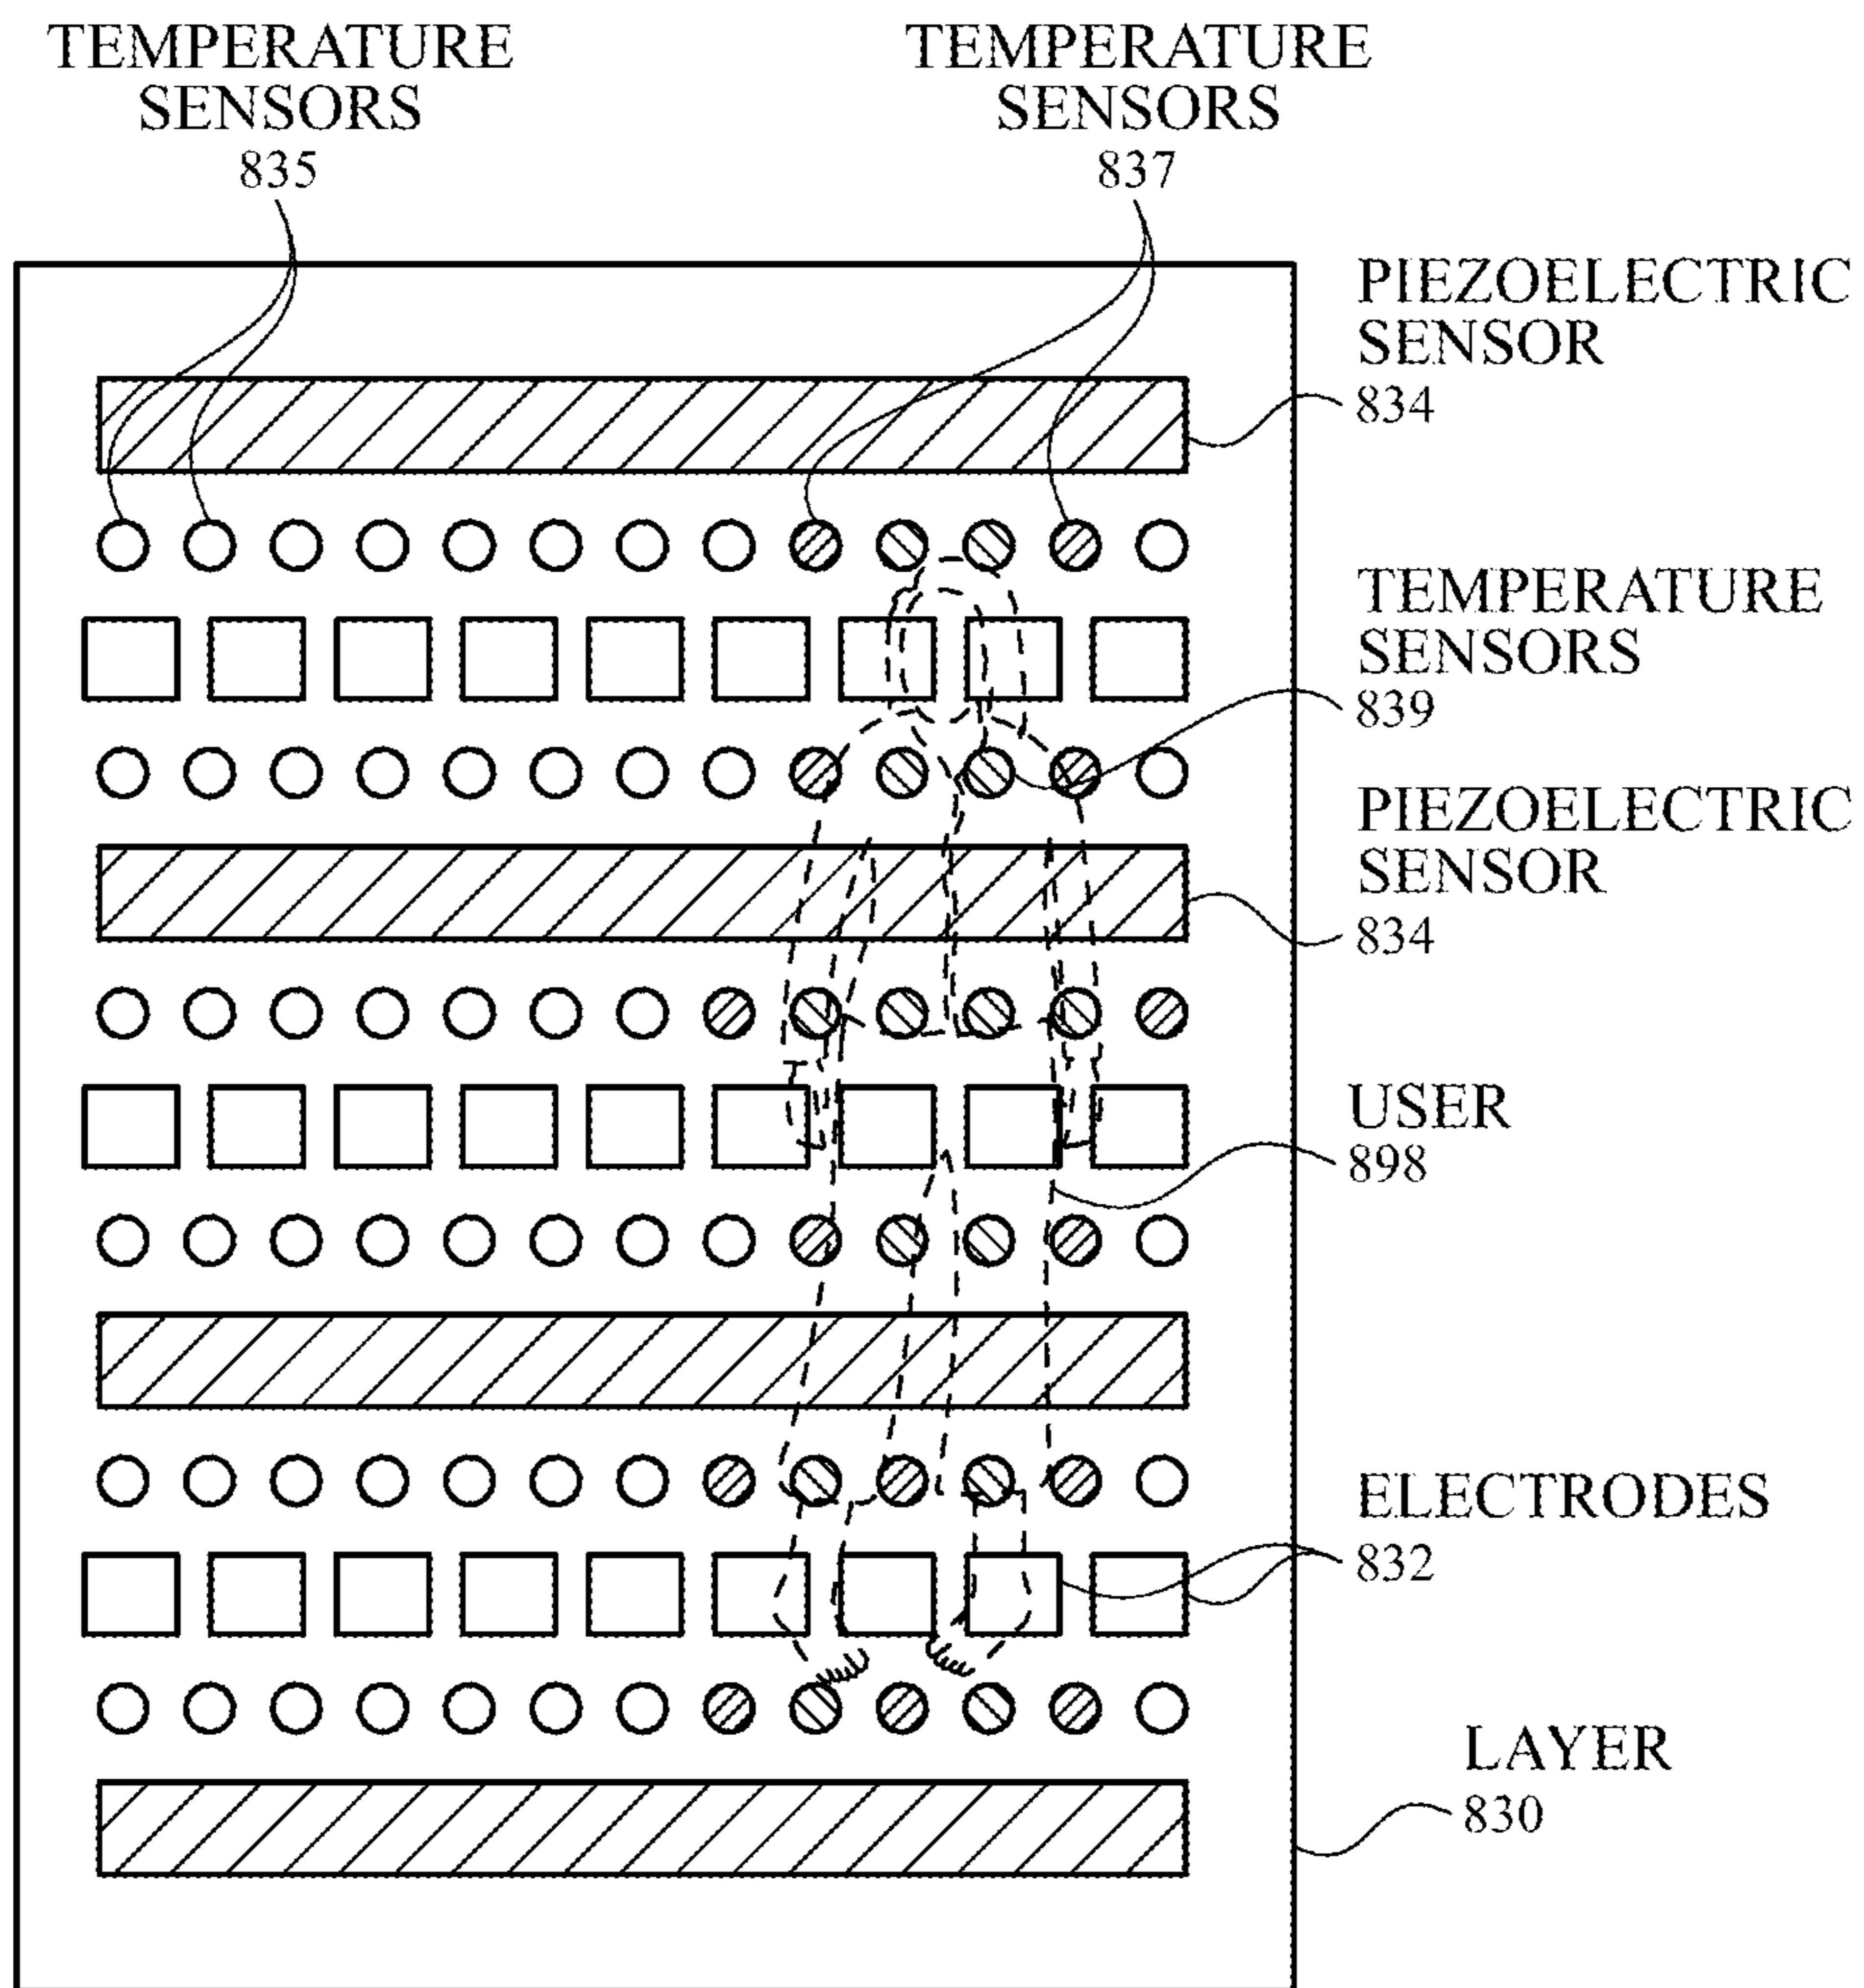 TEMPERATURE
SENSORS
835
TEMPERATURE
SENSORS
837
PIEZOELECTRIC
SENSOR
834
TEMPERATURE
SENSORS
839
PIEZOELECTRIC
SENSOR
834
USER
898
ELECTRODES
832
LAYER
830